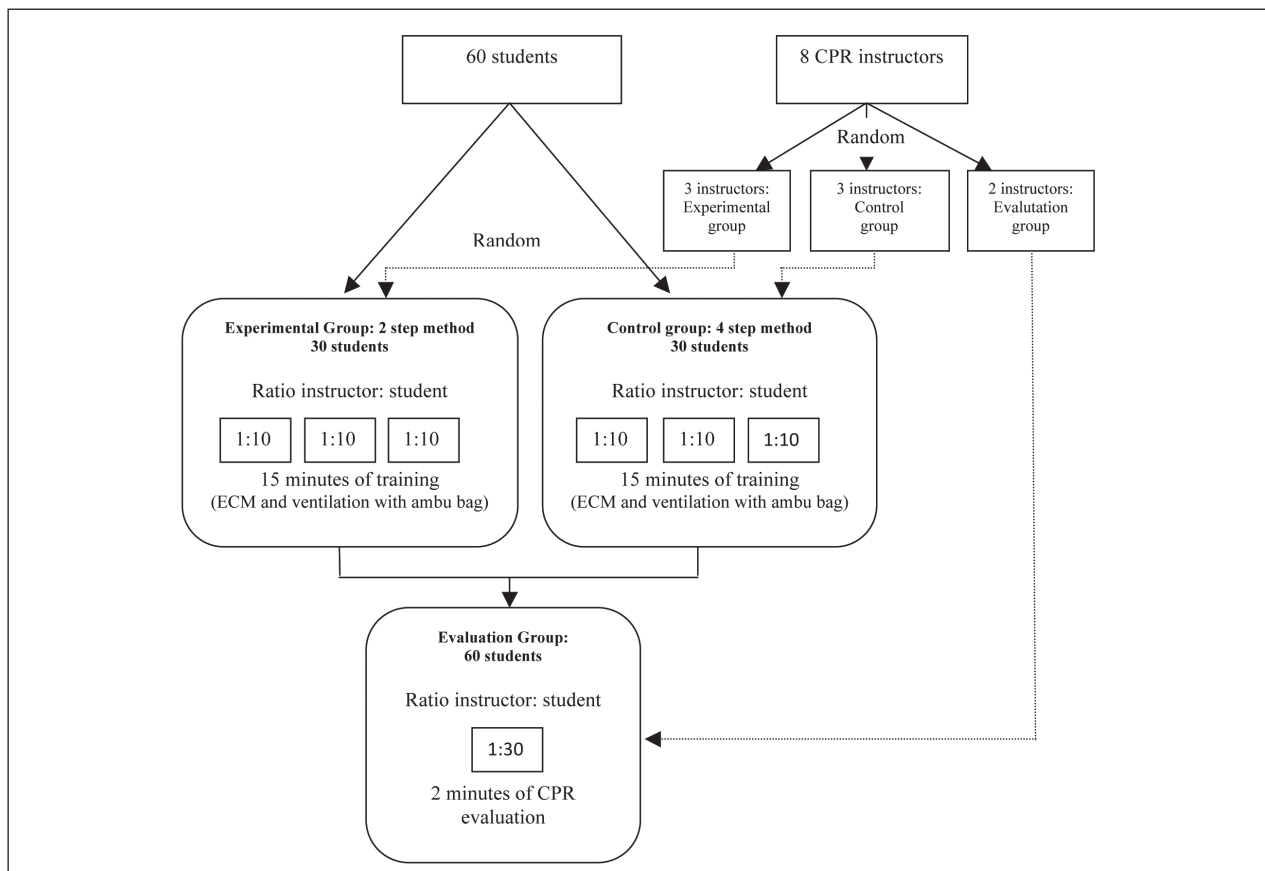 60 students
8 CPR instructors
Random
3 instructors:
Experimental
group
3 instructors:
Control
group
2 instructors:
Evalutation
group
Random
Experimental Group: 2 step method
30 students
Ratio instructor: student
1:10
1:10
1:10
15 minutes of training
(ECM and ventilation with ambu bag)
Control group: 4 step method
30 students
Ratio instructor: student
1:10
1:10
1:10
15 minutes of training
(ECM and ventilation with ambu bag)
Evaluation Group:
60 students
Ratio instructor: student
1:30
2 minutes of CPR
evaluation